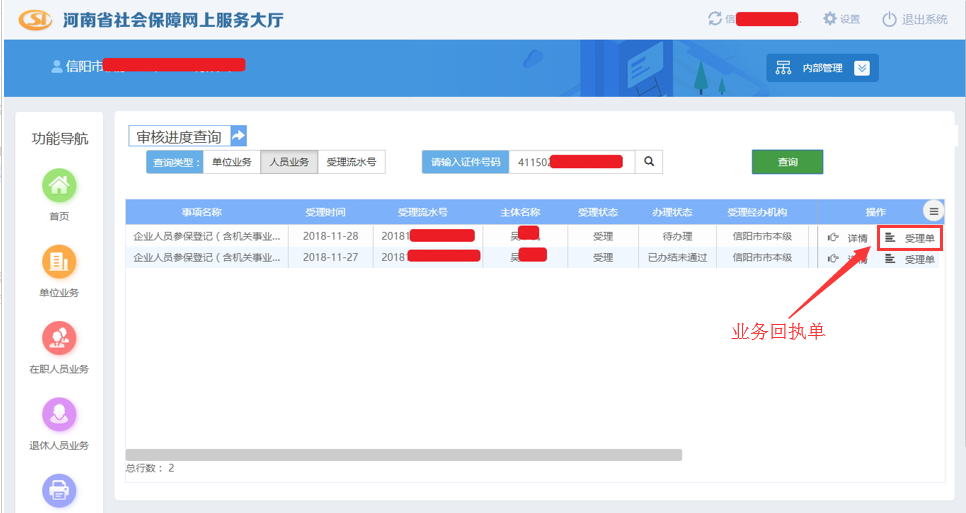 河南省社会保障网上服务大厅
信
设置
退出系统
信阳市
内部管理
功能导航
首页
单位业务
在职人员业务
退休人员业务
审核进度查询
查询类型：
单位业务
人员业务
受理流水号
请输入证件号码
411502
查询
事项名称 受理时间 受理流水号 主体名称 受理状态 办理状态 受理经办机构 操作
企业人员参保登记（含机关事业... 2018-11-28 20181 吴 受理 待办理 信阳市市本级 详情 受理单
企业人员参保登记（含机关事业... 2018-11-27 20181 吴 受理 已办结未通过 信阳市市本级 详情 受理单
业务回执单
总行数： 2